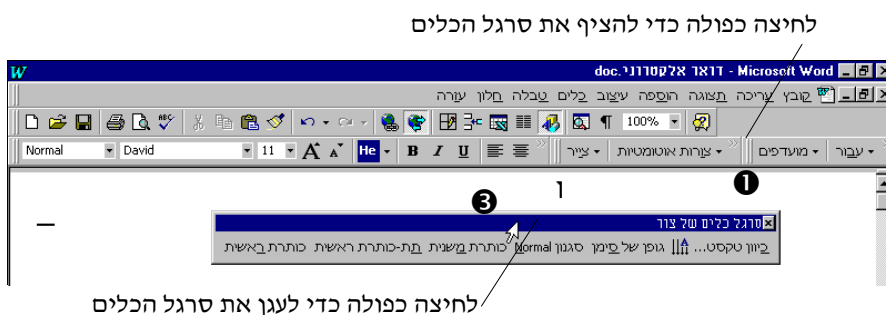 לחיצה כפולה כדי להציף את סרגל הכלים
דואר אלקטרוני.doc - Microsoft Word
קובץ עריכה תצוגה הוספה עיצוב כלים טבלה חלון עזרה
100%
Normal David 11 He B I U צייר צורות אוטומטיות מועדפים עבור
1
3
סרגל כלים של צור
כיוון טקסט... גופן של סימן סגנון Normal כותרת משנית תת-כותרת ראשית כותרת ראשית
לחיצה כפולה כדי לעגן את סרגל הכלים